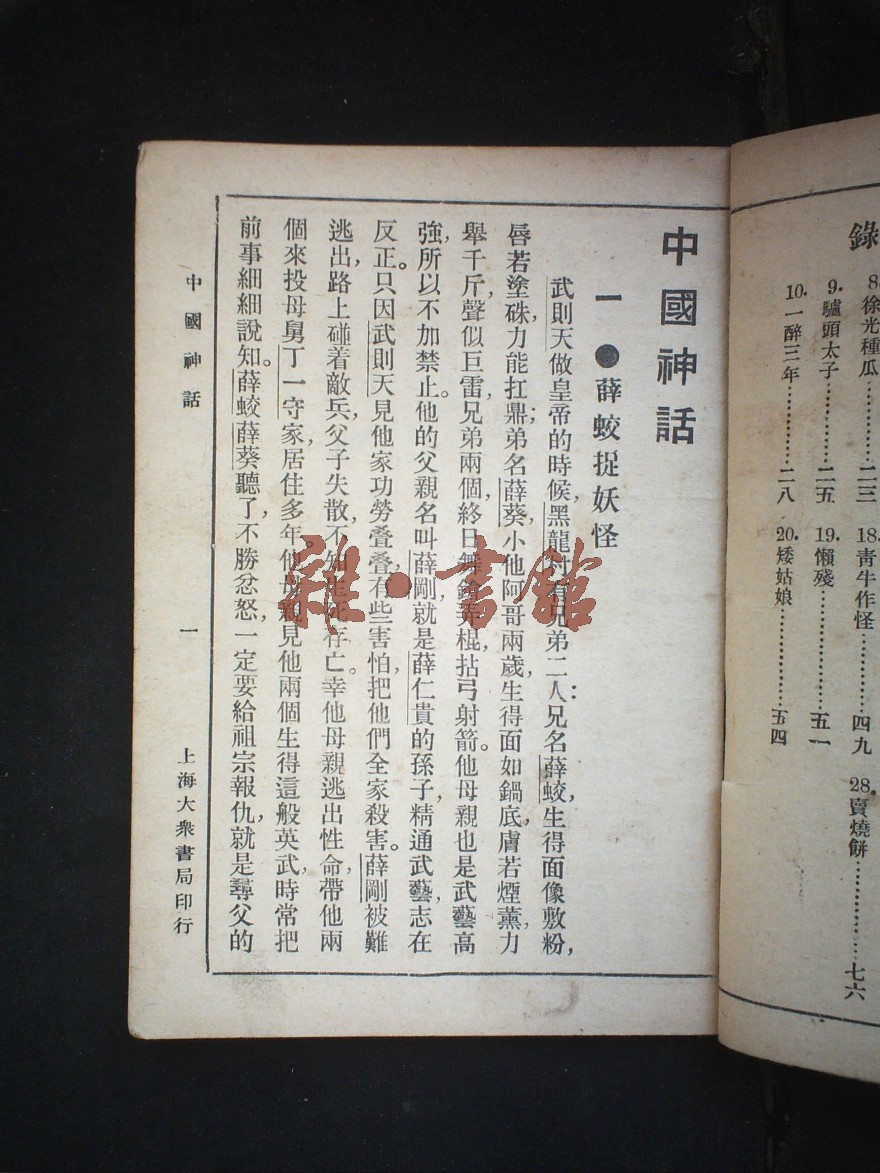 錄
8.徐光種瓜⋯⋯⋯⋯二三
18.青牛作怪⋯⋯⋯⋯四九
28.賣燒餅⋯⋯⋯⋯七六
9.驢頭太子⋯⋯⋯⋯二五
19.懶殘⋯⋯⋯⋯五一
10.一醉三年⋯⋯⋯⋯二八
20.矮姑娘⋯⋯⋯⋯五四
中國神話
一●薛蛟捉妖怪
武則天做皇帝的時候,黑龍村有兄弟二人:兄名薛蛟,生得面像敷粉,
唇若塗硃,力能扛鼎;弟名薛葵,小他阿哥兩歲,生得面如鍋底,膚若煙薰,力
舉千斤,聲似巨雷,兄弟兩個,終日舞鎗弄棍,拈弓射箭。他母親也是武藝高
強,所以不加禁止。他的父親名叫薛剛,就是薛仁貴的孫子,精通武藝,志在
反正。只因武則天見他家功勞叠叠,有些害怕,把他們全家殺害。薛剛被難
逃出,路上碰着敵兵,父子失散,不知生死存亡。幸他母親逃出性命,帶他兩
個來投母舅丁一守家,居住多年。他母親見他兩個生得這般英武,時常把
前事細細說知。薛蛟薛葵聽了,不勝忿怒,一定要給祖宗報仇,就是尋父的
中國神話
一
上海大衆書局印行
雜·書館